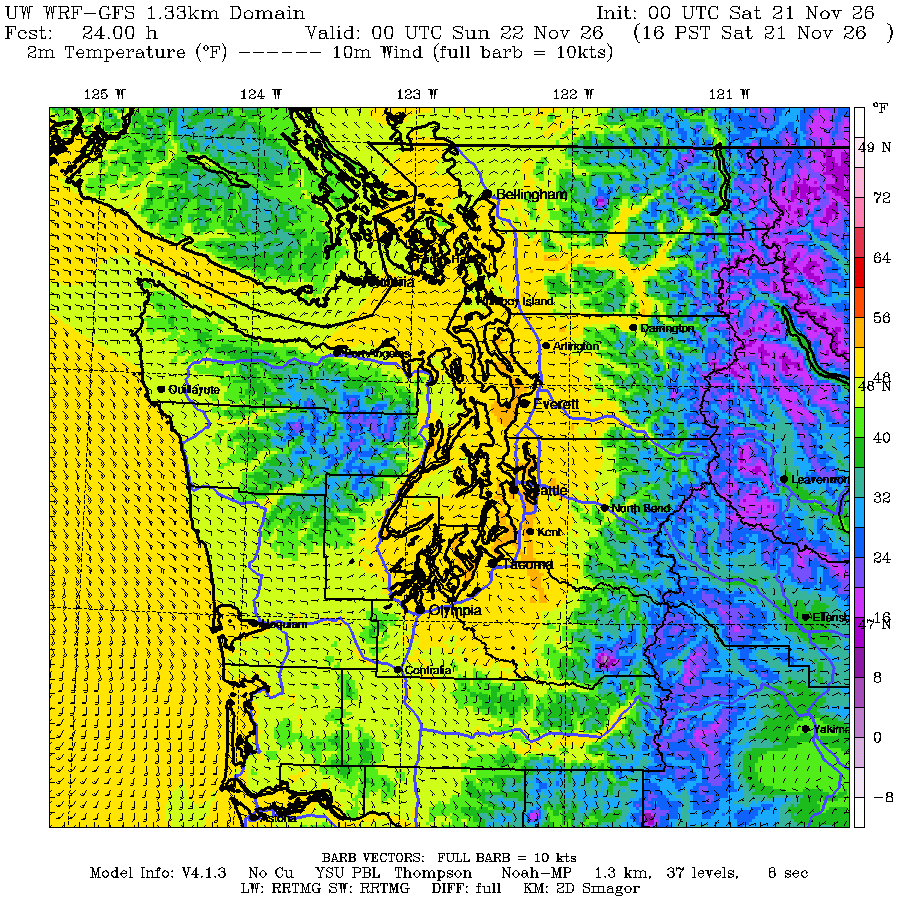 UW WRF-GFS 1.33km Domain Init: 00 UTC Sat 21 Nov 26
Fcst: 24.00 h Valid: 00 UTC Sun 22 Nov 26 (16 PST Sat 21 Nov 26 )
2m Temperature (°F) ------ 10m Wind (full barb = 10kts)
125 W 124 W 123 W 122 W 121 W
°F
49 N
Bellingham
72
64
Darrington
56
Arlington
Port Angeles
48
48 N
Quillayute
Everett
40
Leavenwor
32
North Bend
Kent
24
Tacoma
Olympia
16
Ellens
47 N
Hoquiam
Centralia
8
Yakima
0
-8
Astoria
BARB VECTORS: FULL BARB = 10 kts
Model Info: V4.1.3 No Cu YSU PBL Thompson Noah-MP 1.3 km, 37 levels, 8 sec
LW: RRTMG SW: RRTMG DIFF: full KM: 2D Smagor